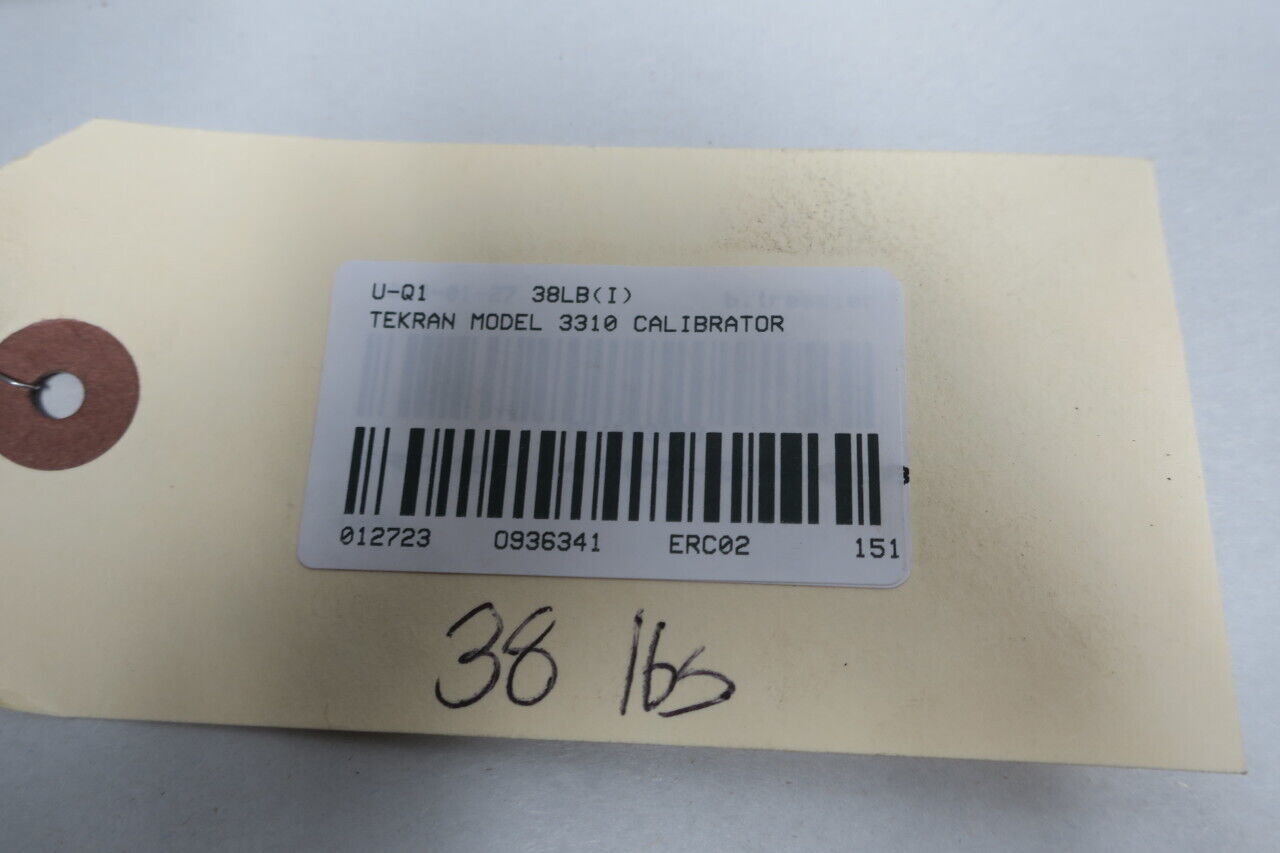 U-Q1 38LB(I)
TEKRAN MODEL 3310 CALIBRATOR
012723 0936341 ERC02 151
38 lbs